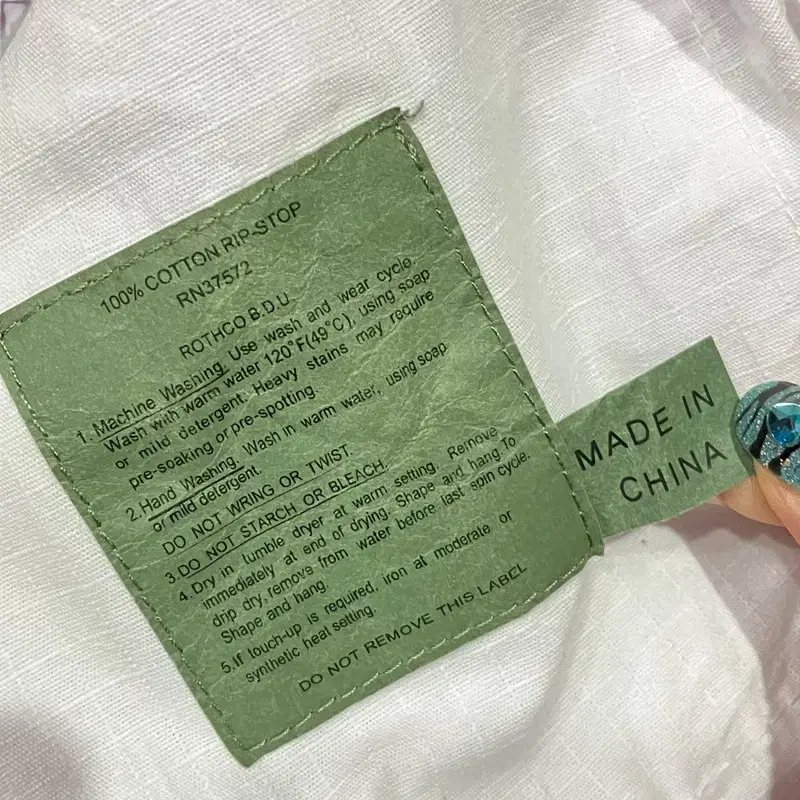 100% COTTON RIP-STOP
RN37572
ROTHCO B.D.U.
1. Machine Washing. Use wash and wear cycle.
Wash with warm water 120°F(49°C), using soap
or mild detergent. Heavy stains may require
pre-soaking or pre-spotting.
2.Hand Washing. Wash in warm water, using soap
or mild detergent.
DO NOT WRING OR TWIST.
3.DO NOT STARCH OR BLEACH.
4.Dry in tumble dryer at warm setting. Remove
immediately at end of drying. Shape and hang.To
drip dry,remove from water before last spin cycle.
Shape and hang.
5.If touch-up is required, iron at moderate or
synthetic heat setting.
DO NOT REMOVE THIS LABEL
MADE IN
CHINA